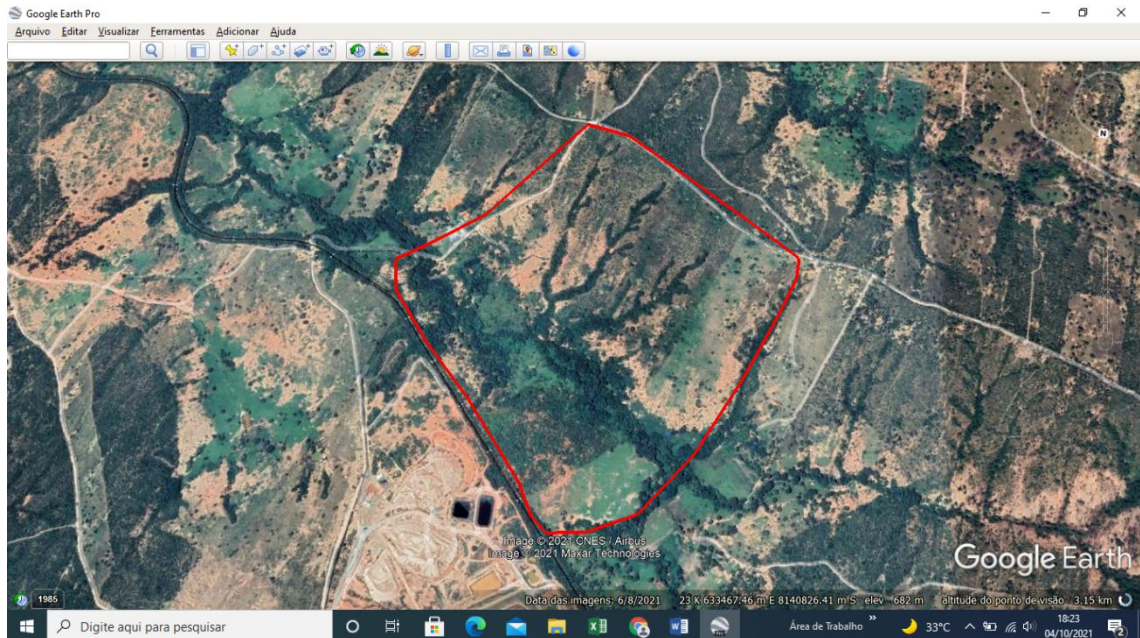 Google Earth Pro
Arquivo Editar Visualizar Ferramentas Adicionar Ajuda
N
Image © 2021 CNES / Airbus
Image © 2021 Maxar Technologies
Google Earth
1985
Data das imagens: 6/8/2021 23 K 633467.46 m E 8140826.41 m S elev 682 m altitude do ponto de visão 3.15 km
Digite aqui para pesquisar
Área de Trabalho
33°C
18:23
04/10/2021
2